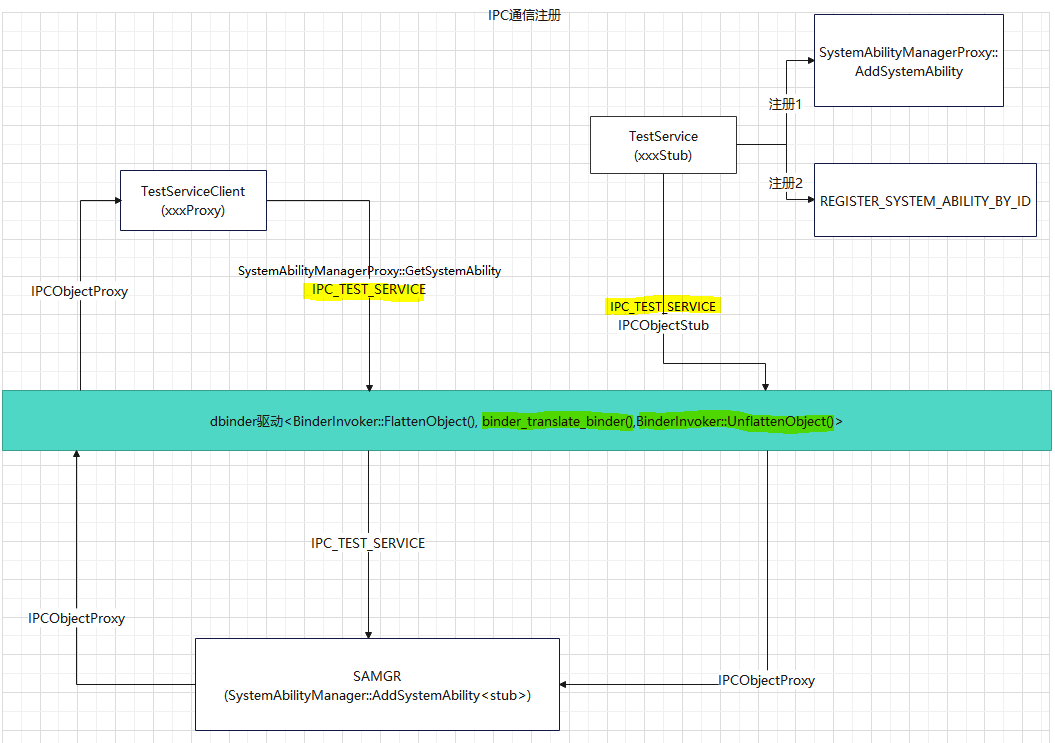 IPC通信注册
SystemAbilityManagerProxy::
AddSystemAbility
注册1
TestService
(xxxStub)
注册2
REGISTER_SYSTEM_ABILITY_BY_ID
TestServiceClient
(xxxProxy)
SystemAbilityManagerProxy::GetSystemAbility
IPC_TEST_SERVICE
IPCObjectProxy
IPC_TEST_SERVICE
IPCObjectStub
dbinder驱动<BinderInvoker::FlattenObject(), binder_translate_binder(),BinderInvoker::UnflattenObject()>
IPC_TEST_SERVICE
IPCObjectProxy
SAMGR
(SystemAbilityManager::AddSystemAbility<stub>)
IPCObjectProxy